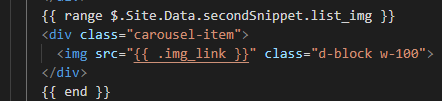 {{ range $.Site.Data.secondSnippet.list_img }}
<div class="carousel-item">
<img src="{{ .img_link }}" class="d-block w-100">
</div>
{{ end }}